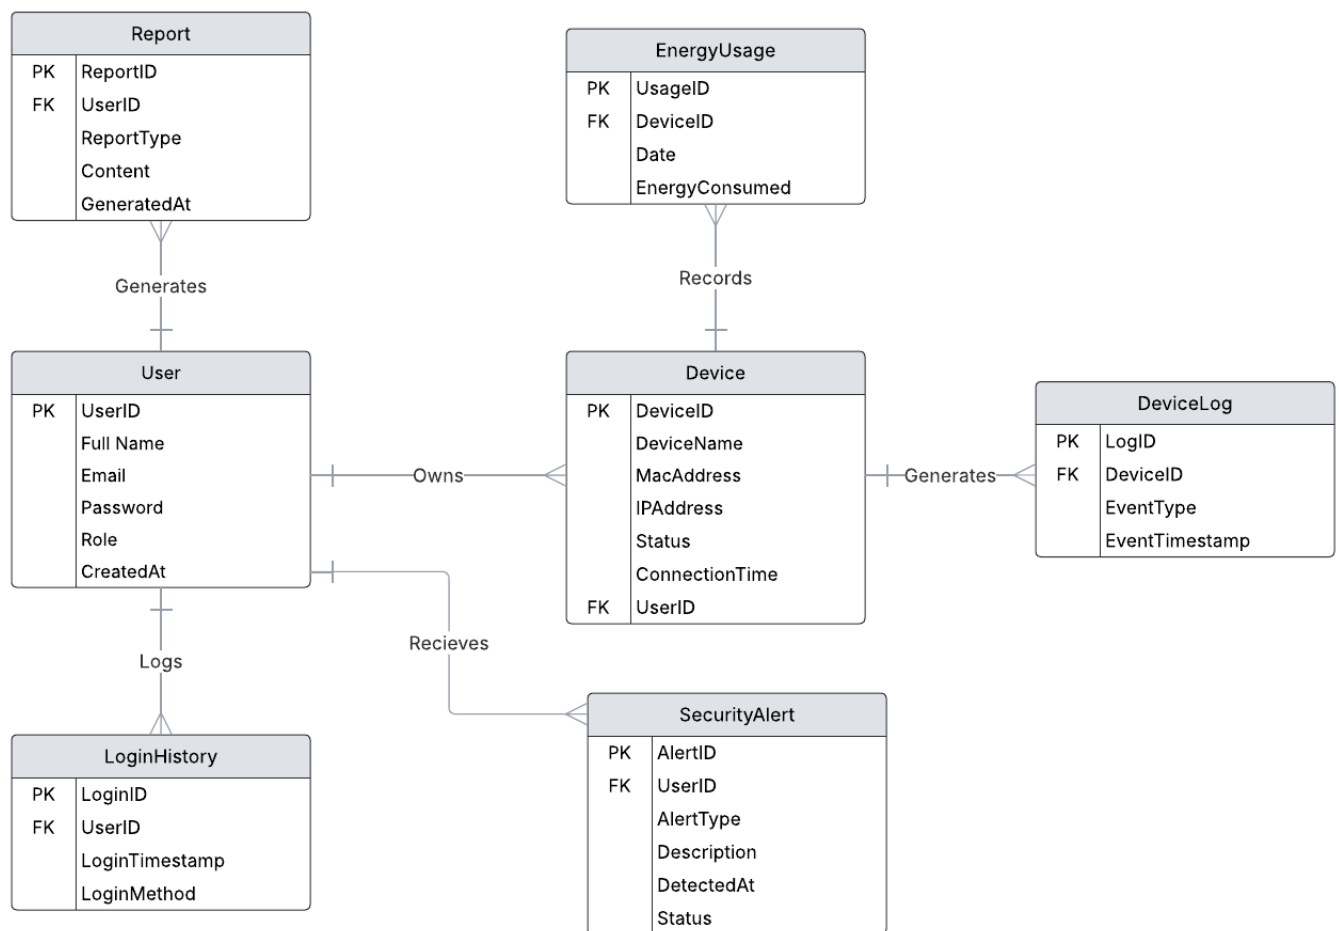 Report
PK ReportID
FK UserID
ReportType
Content
GeneratedAt
Generates
User
PK UserID
Full Name
Email
Password
Role
CreatedAt
Logs
LoginHistory
PK LoginID
FK UserID
LoginTimestamp
LoginMethod
Owns
Recieves
EnergyUsage
PK UsageID
FK DeviceID
Date
EnergyConsumed
Records
Device
PK DeviceID
DeviceName
MacAddress
IPAddress
Status
ConnectionTime
FK UserID
Generates
DeviceLog
PK LogID
FK DeviceID
EventType
EventTimestamp
SecurityAlert
PK AlertID
FK UserID
AlertType
Description
DetectedAt
Status